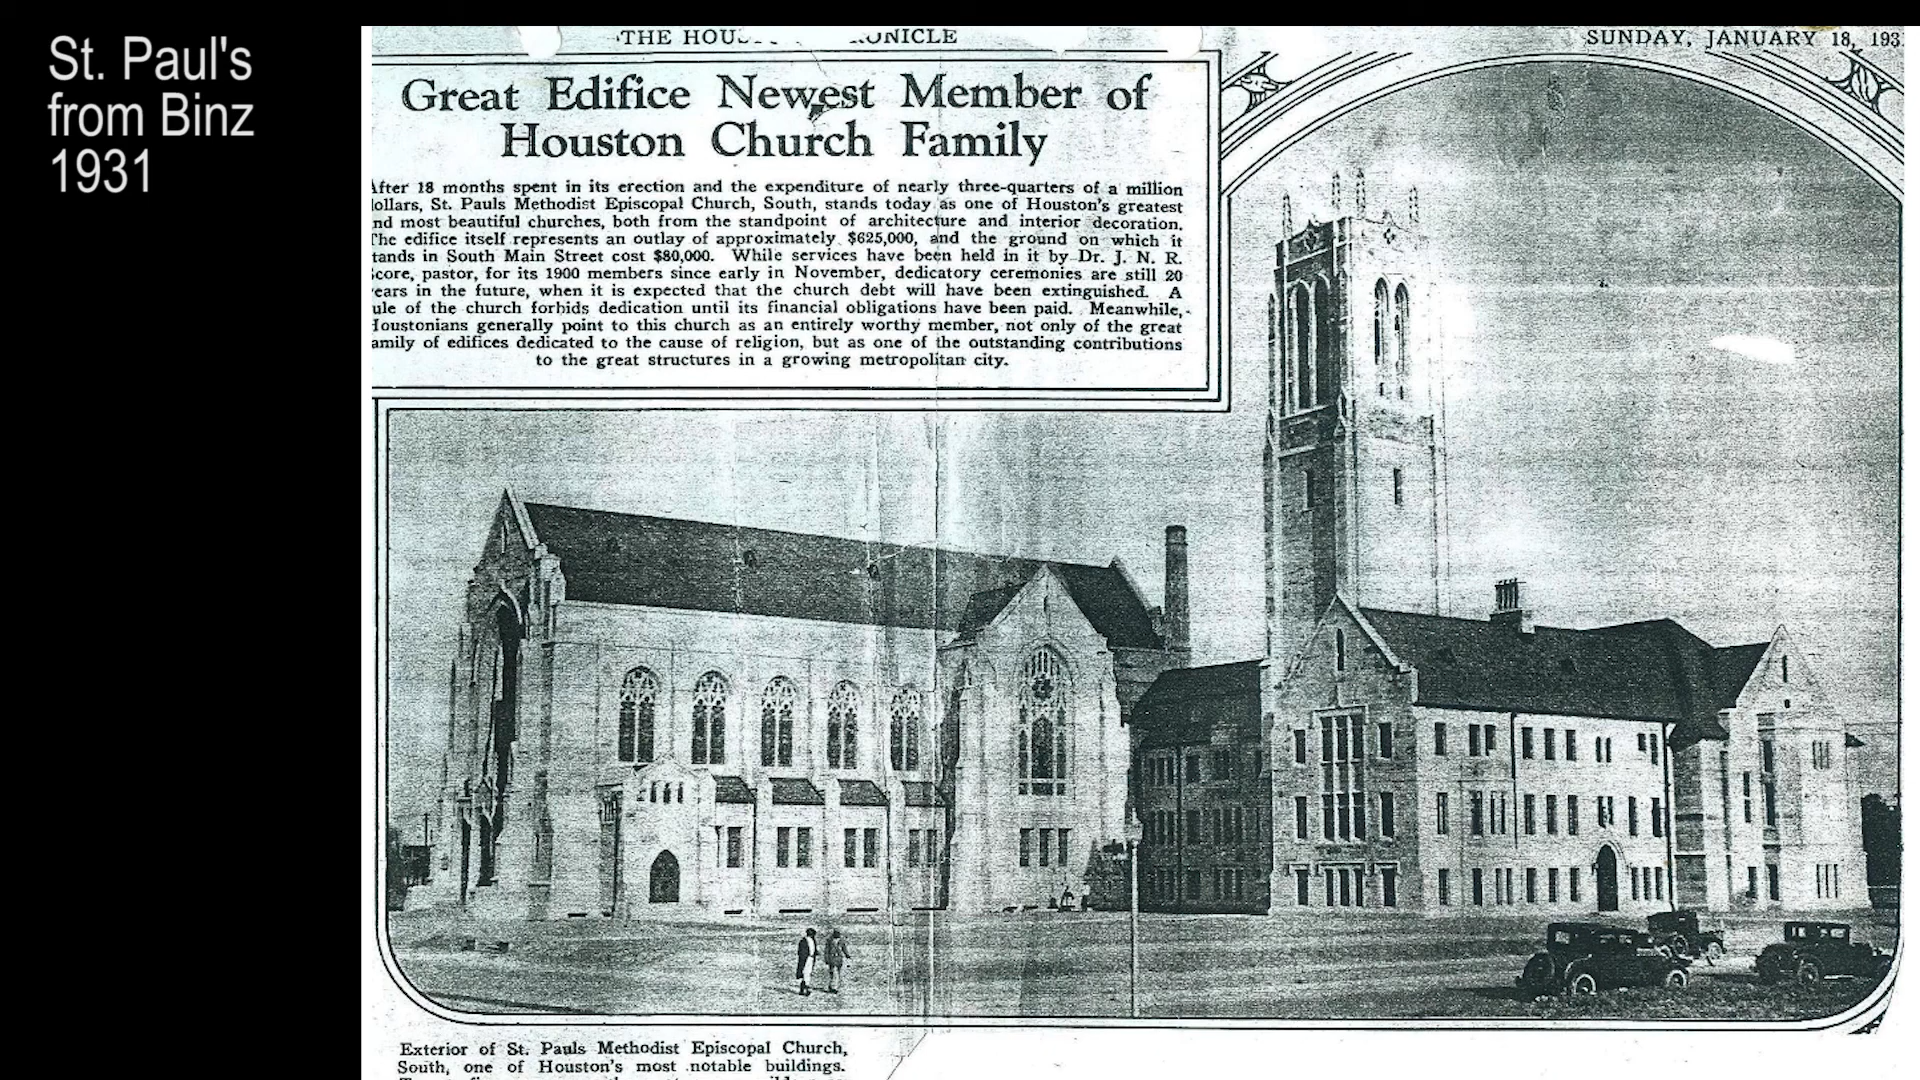 St. Paul's
from Binz
1931
THE HOU
ONICLE
SUNDAY, JANUARY 18, 193
Great Edifice Newest Member of
Houston Church Family
After 18 months spent in its erection and the expenditure of nearly three-quarters of a million
ollars, St. Pauls Methodist Episcopal Church, South, stands today as one of Houston's greatest
nd most beautiful churches, both from the standpoint of architecture and interior decoration.
The edifice itself represents an outlay of approximately $625,000, and the ground on which it
tands in South Main Street cost $80,000. While services have been held in it by Dr. J. N. R.
Score, pastor, for its 1900 members since early in November, dedicatory ceremonies are still 20
ears in the future, when it is expected that the church debt will have been extinguished. A
ule of the church forbids dedication until its financial obligations have been paid. Meanwhile,
Houstonians generally point to this church as an entirely worthy member, not only of the great
amily of edifices dedicated to the cause of religion, but as one of the outstanding contributions
to the great structures in a growing metropolitan city.
Exterior of St. Pauls Methodist Episcopal Church,
South, one of Houston's most notable buildings.